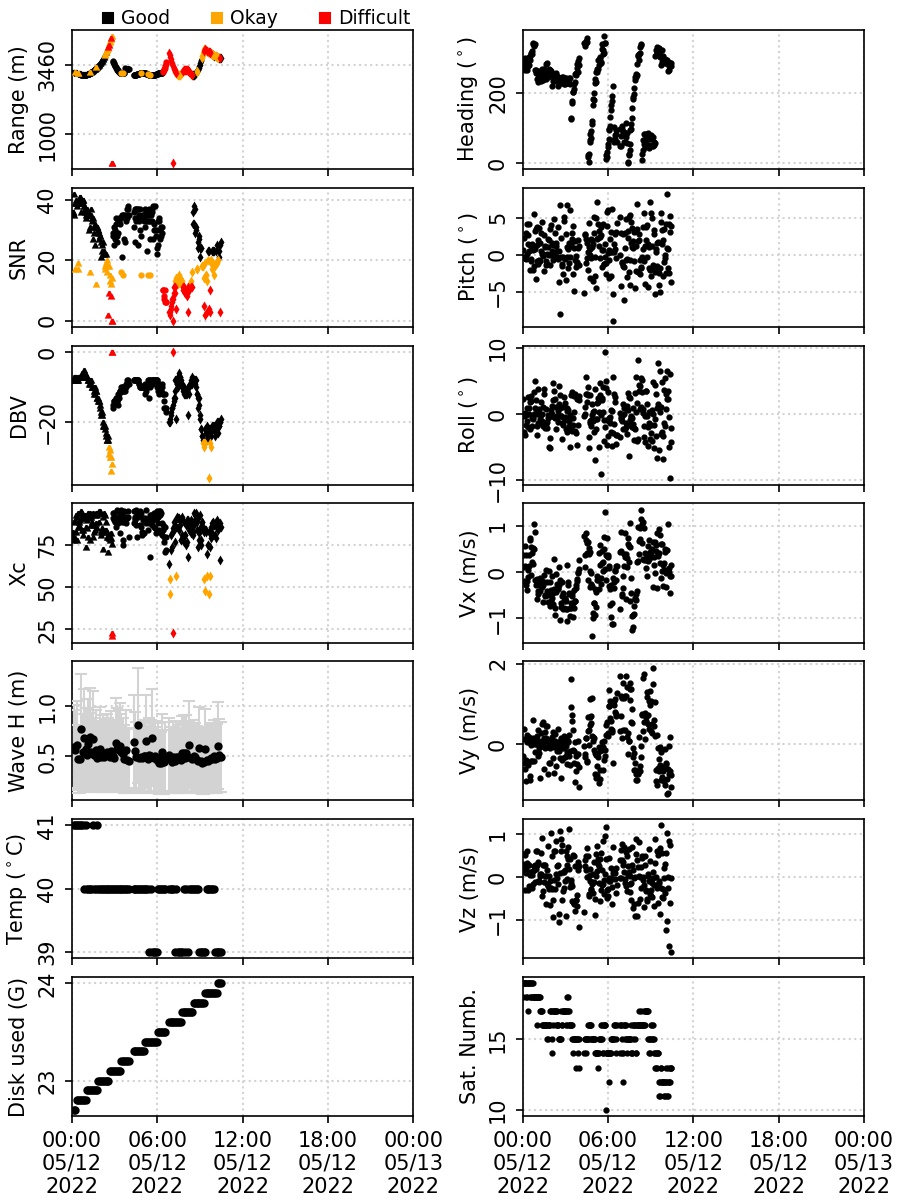 Good Okay Difficult
Range (m)
3460
1000
Heading (°)
200
0
SNR
40
20
0
Pitch (°)
5
0
−5
DBV
0
−20
Roll (°)
10
0
−10
Xc
75
50
25
Vx (m/s)
1
0
−1
Wave H (m)
1.0
0.5
Vy (m/s)
2
0
Temp (°C)
41
40
39
Vz (m/s)
1
0
−1
Disk used (G)
24
23
Sat. Numb.
15
10
00:00 06:00 12:00 18:00 00:00
05/12 05/12 05/12 05/12 05/13
2022 2022 2022 2022 2022
00:00 06:00 12:00 18:00 00:00
05/12 05/12 05/12 05/12 05/13
2022 2022 2022 2022 2022